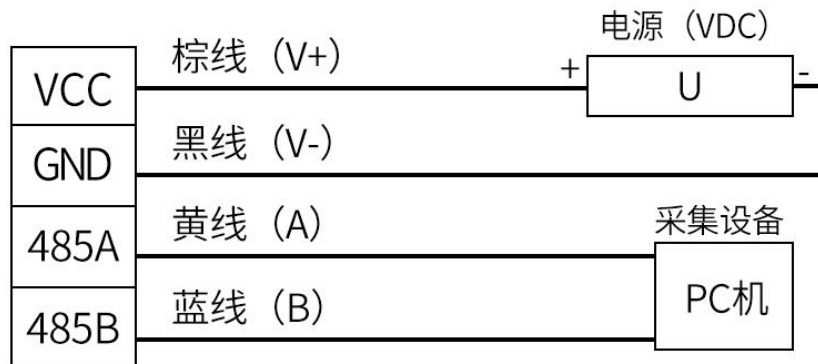 电源（VDC）
棕线（V+）
+
-
VCC
U
黑线（V-）
GND
黄线（A）
采集设备
485A
PC机
蓝线（B）
485B